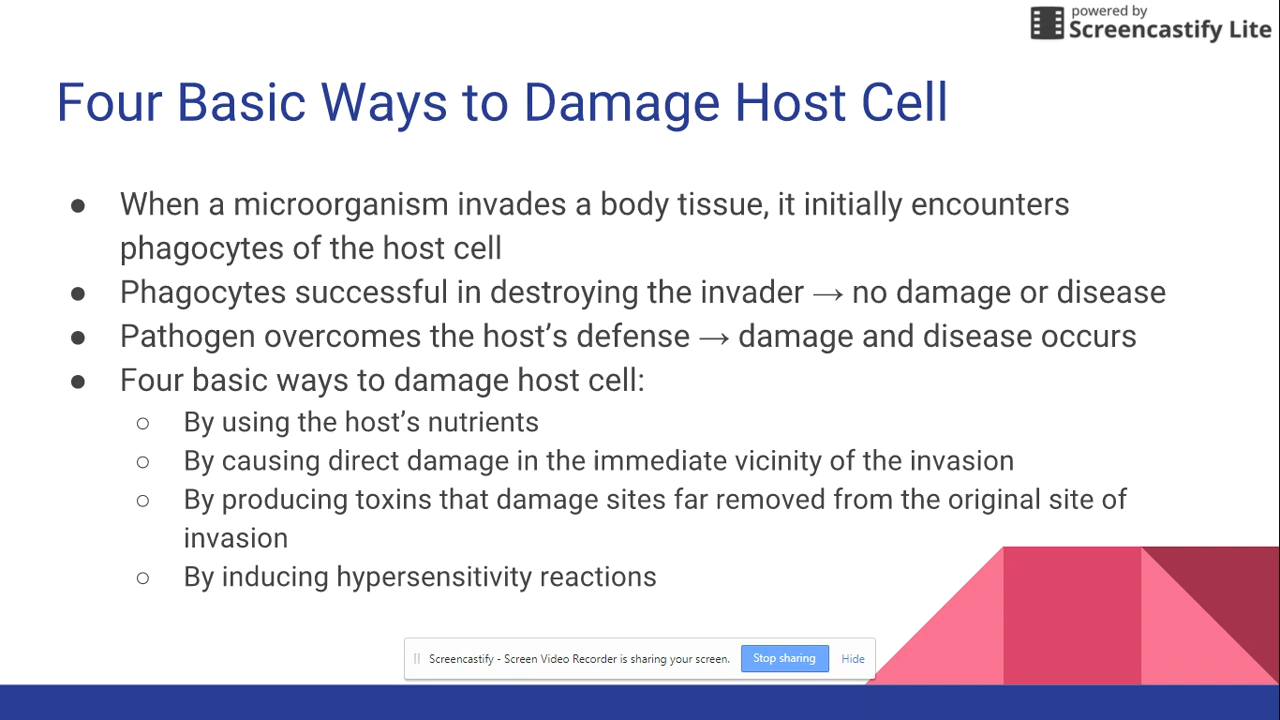 powered by
Screencastify Lite
Four Basic Ways to Damage Host Cell
● When a microorganism invades a body tissue, it initially encounters
phagocytes of the host cell
● Phagocytes successful in destroying the invader → no damage or disease
● Pathogen overcomes the host’s defense → damage and disease occurs
● Four basic ways to damage host cell:
○ By using the host’s nutrients
○ By causing direct damage in the immediate vicinity of the invasion
○ By producing toxins that damage sites far removed from the original site of
invasion
○ By inducing hypersensitivity reactions
Screencastify - Screen Video Recorder is sharing your screen. Stop sharing Hide